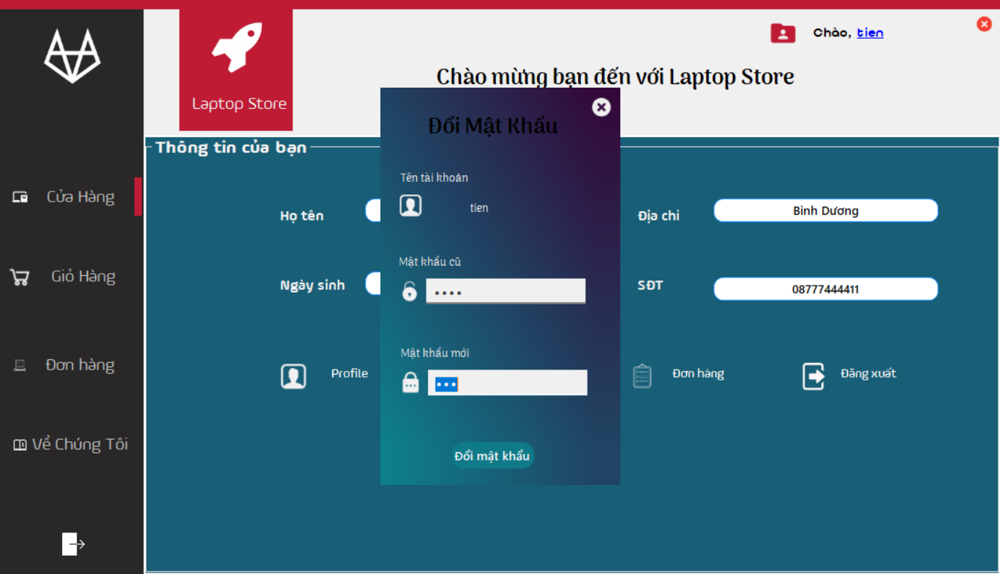 Chào, tien
Chào mừng bạn đến với Laptop Store
Laptop Store
Đổi Mật Khẩu
Thông tin của bạn
Tên tài khoản
tien
Cửa Hàng
Họ tên
Địa chỉ
Bình Dương
Mật khẩu cũ
Giỏ Hàng
Ngày sinh
SĐT
08777444411
Mật khẩu mới
Đơn hàng
Profile
Đơn hàng
Đăng xuất
Về Chúng Tôi
Đổi mật khẩu